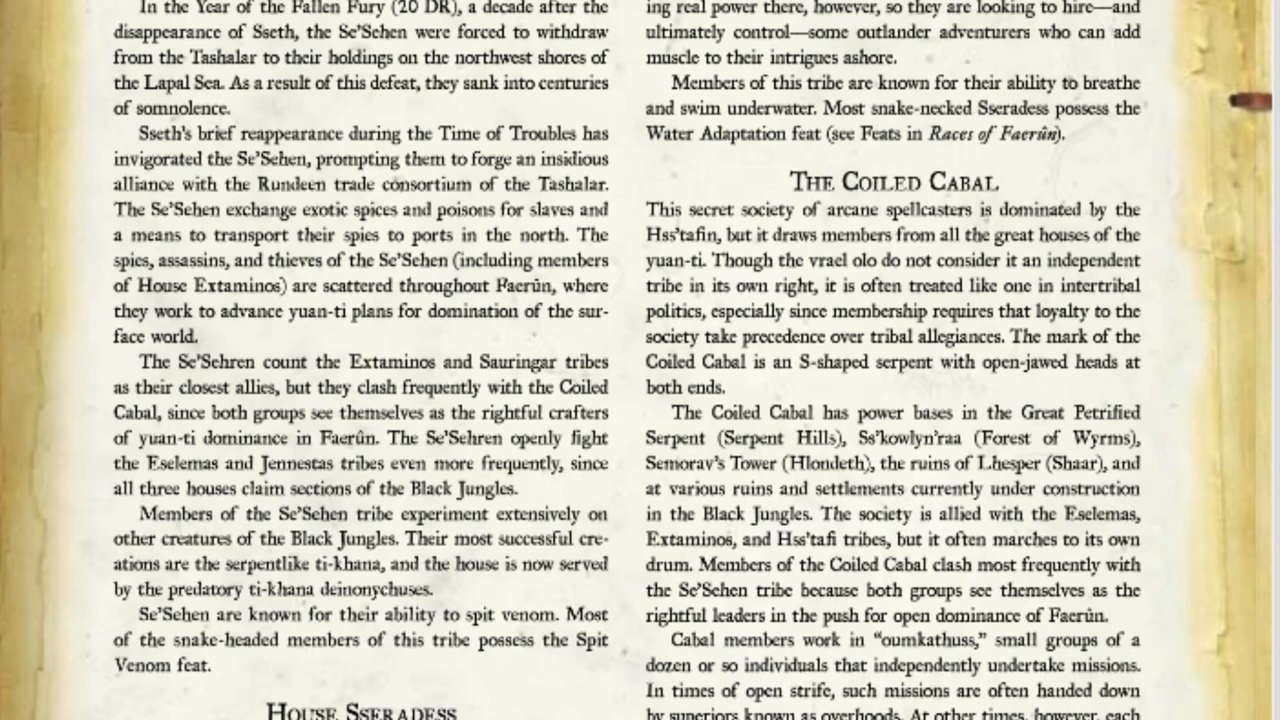 In the Year of the Fallen Fury (20 DR), a decade after the
disappearance of Sseth, the Se'Sehen were forced to withdraw
from the Tashalar to their holdings on the northwest shores of
the Lapal Sea. As a result of this defeat, they sank into centuries
of somnolence.
Sseth's brief reappearance during the Time of Troubles has
invigorated the Se'Sehen, prompting them to forge an insidious
alliance with the Rundeen trade consortium of the Tashalar.
The Se'Sehen exchange exotic spices and poisons for slaves and
a means to transport their spies to ports in the north. The
spies, assassins, and thieves of the Se'Sehen (including members
of House Extaminos) are scattered throughout Faerûn, where
they work to advance yuan-ti plans for domination of the sur-
face world.
The Se'Sehren count the Extaminos and Sauringar tribes
as their closest allies, but they clash frequently with the Coiled
Cabal, since both groups see themselves as the rightful crafters
of yuan-ti dominance in Faerûn. The Se'Sehren openly fight
the Eselemas and Jennestas tribes even more frequently, since
all three houses claim sections of the Black Jungles.
Members of the Se'Sehen tribe experiment extensively on
other creatures of the Black Jungles. Their most successful cre-
ations are the serpentlike ti-khana, and the house is now served
by the predatory ti-khana deinonychuses.
Se'Sehen are known for their ability to spit venom. Most
of the snake-headed members of this tribe possess the Spit
Venom feat.
HOUSE SSERADESS
ing real power there, however, so they are looking to hire—and
ultimately control—some outlander adventurers who can add
muscle to their intrigues ashore.
Members of this tribe are known for their ability to breathe
and swim underwater. Most snake-necked Sseradess possess the
Water Adaptation feat (see Feats in Races of Faerûn).
THE COILED CABAL
This secret society of arcane spellcasters is dominated by the
Hss'tafin, but it draws members from all the great houses of the
yuan-ti. Though the vrael olo do not consider it an independent
tribe in its own right, it is often treated like one in intertribal
politics, especially since membership requires that loyalty to the
society take precedence over tribal allegiances. The mark of the
Coiled Cabal is an S-shaped serpent with open-jawed heads at
both ends.
The Coiled Cabal has power bases in the Great Petrified
Serpent (Serpent Hills), Ss'kowlyn'raa (Forest of Wyrms),
Semorav's Tower (Hlondeth), the ruins of Lhesper (Shaar), and
at various ruins and settlements currently under construction
in the Black Jungles. The society is allied with the Eselemas,
Extaminos, and Hss'tafi tribes, but it often marches to its own
drum. Members of the Coiled Cabal clash most frequently with
the Se'Sehen tribe because both groups see themselves as the
rightful leaders in the push for open dominance of Faerûn.
Cabal members work in "oumkathuss," small groups of a
dozen or so individuals that independently undertake missions.
In times of open strife, such missions are often handed down
by superiors known as overhoods. At other times, however, each